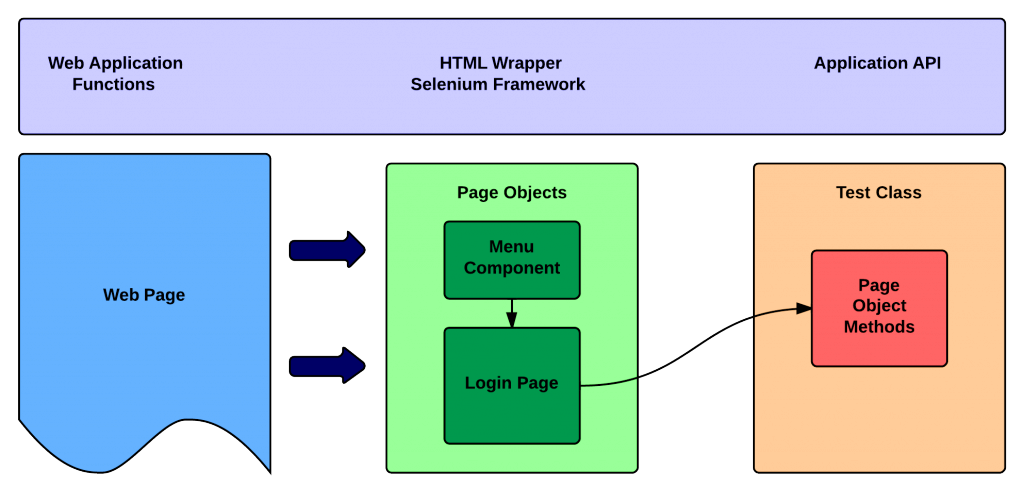 Web Application
Functions
HTML Wrapper
Selenium Framework
Application API
Web Page
Page Objects
Menu
Component
Login Page
Test Class
Page
Object
Methods